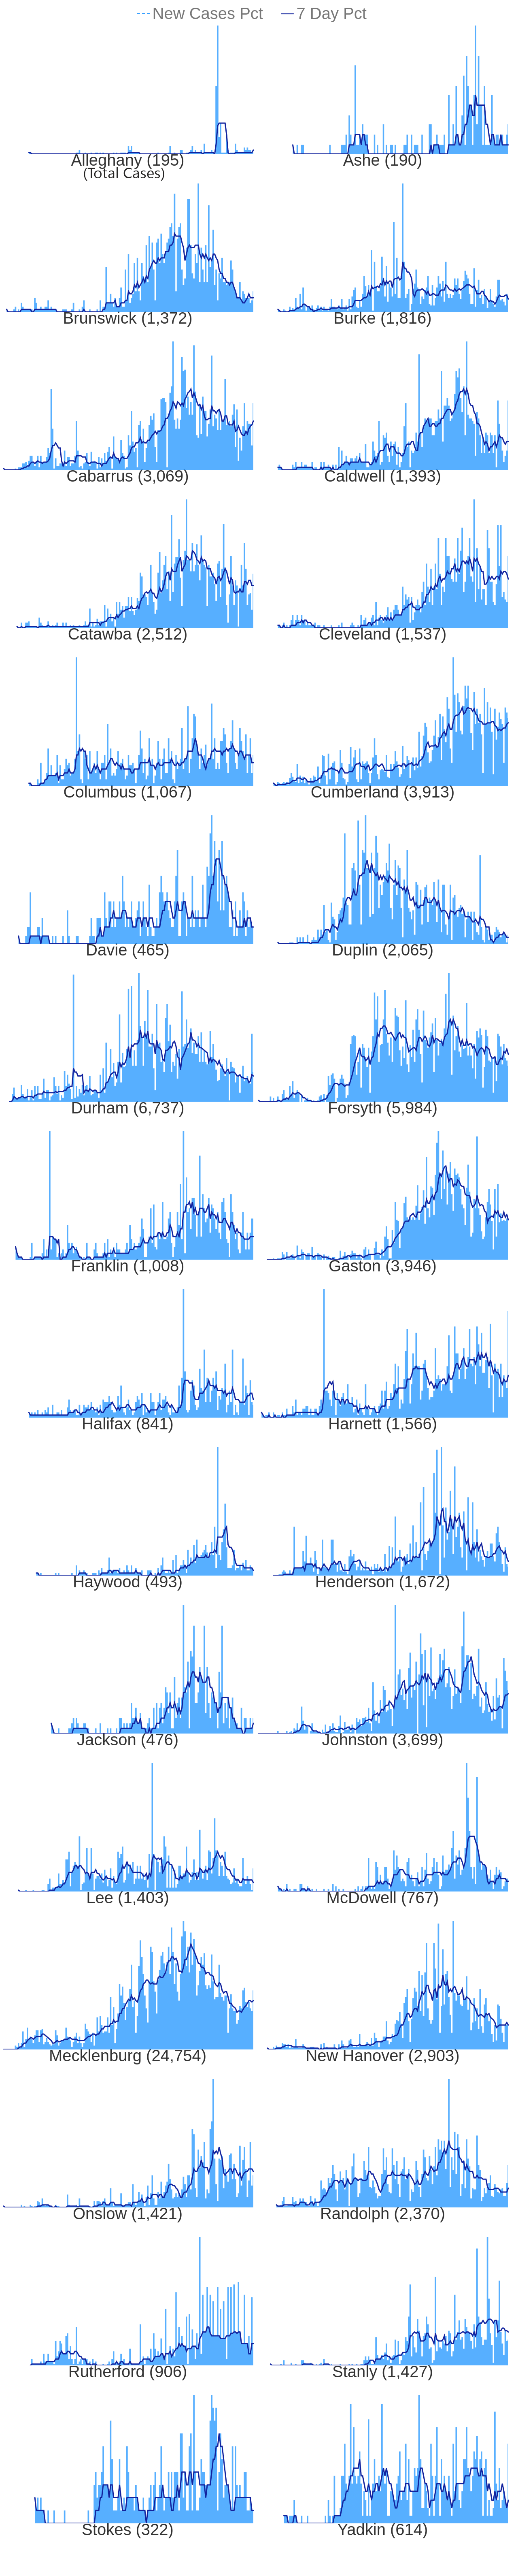 New Cases Pct 7 Day Pct
Alleghany (195) Ashe (190)
(Total Cases)
Brunswick (1,372) Burke (1,816)
Cabarrus (3,069) Caldwell (1,393)
Catawba (2,512) Cleveland (1,537)
Columbus (1,067) Cumberland (3,913)
Davie (465) Duplin (2,065)
Durham (6,737) Forsyth (5,984)
Franklin (1,008) Gaston (3,946)
Halifax (841) Harnett (1,566)
Haywood (493) Henderson (1,672)
Jackson (476) Johnston (3,699)
Lee (1,403) McDowell (767)
Mecklenburg (24,754) New Hanover (2,903)
Onslow (1,421) Randolph (2,370)
Rutherford (906) Stanly (1,427)
Stokes (322) Yadkin (614)